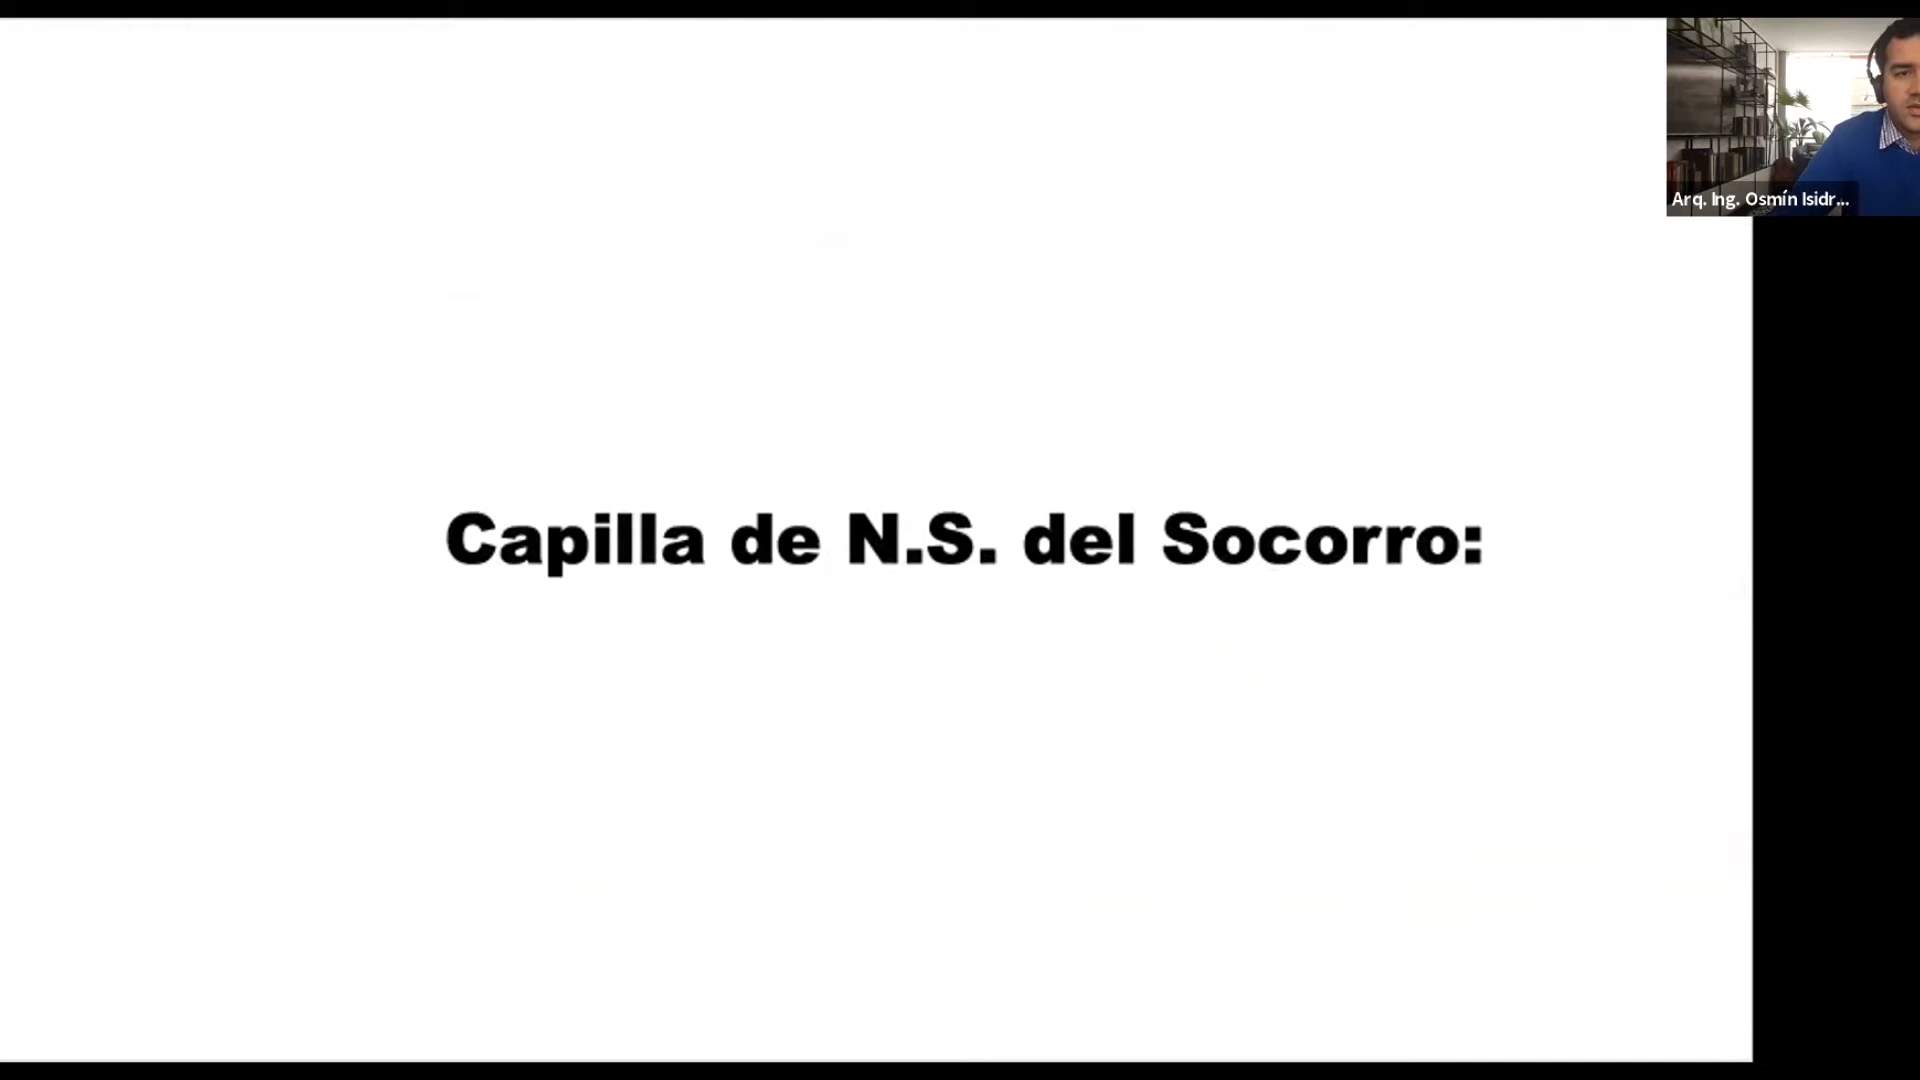 Arq. Ing. Osmín Isidr...
Capilla de N.S. del Socorro: